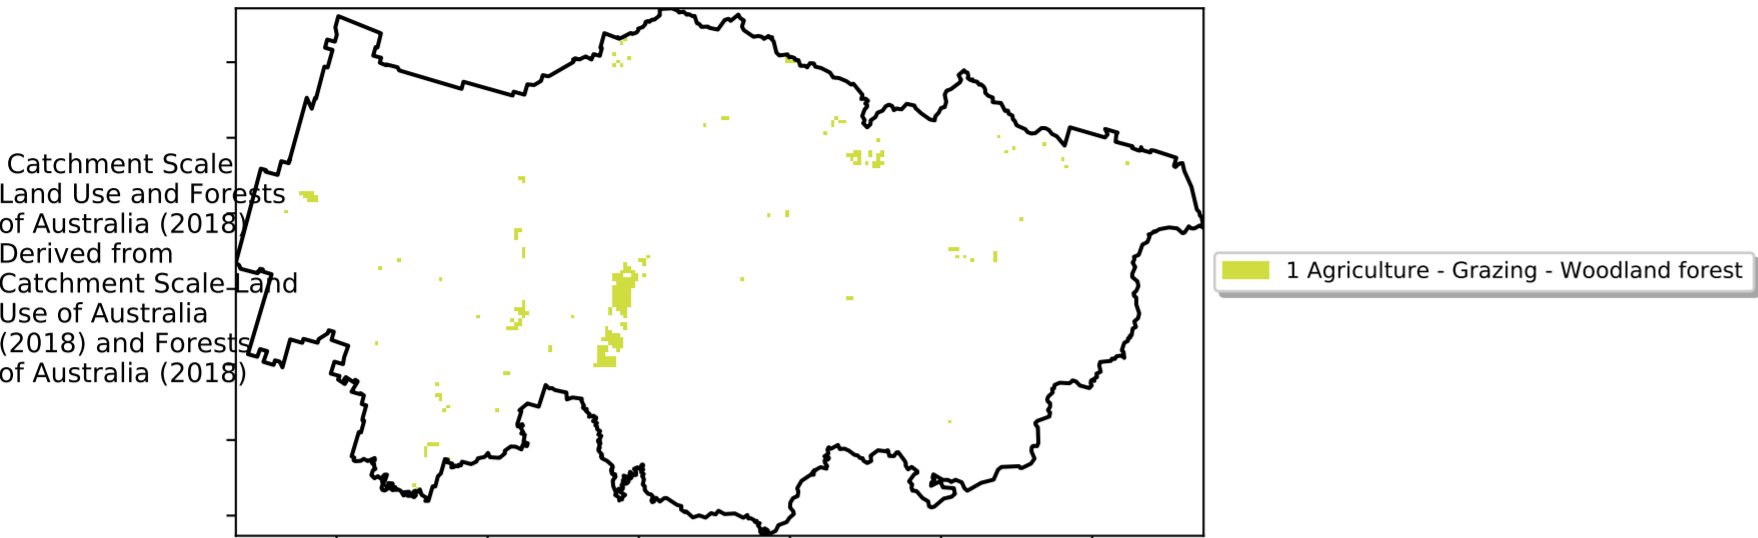 Catchment Scale
Land Use and Forests
of Australia (2018)
Derived from
Catchment Scale Land
Use of Australia
(2018) and Forests
of Australia (2018)
1 Agriculture - Grazing - Woodland forest